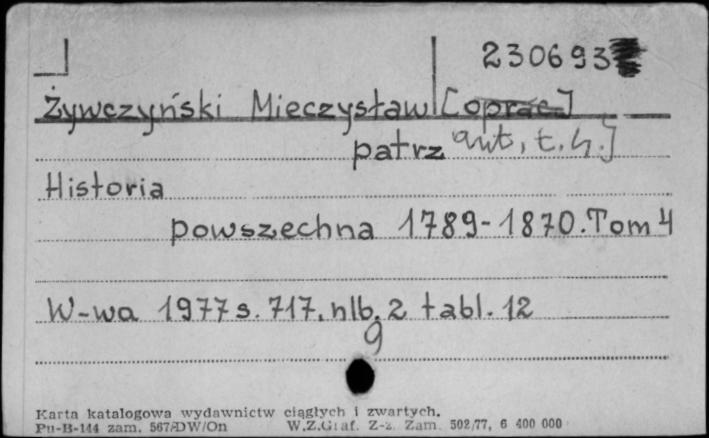 230693
Żywczyński Mieczysław [oprac.]
patrz aut. t. 4.]
Historia
powszechna 1789-1870. Tom 4
W-wa 1977 s. 717, nlb. 2 tabl. 12
9
Karta katalogowa wydawnictw ciągłych i zwartych.
Pu-B-144 zam. 567/DW/On W.Z.Graf. Z-z. Zam. 502/77, 6 400 000